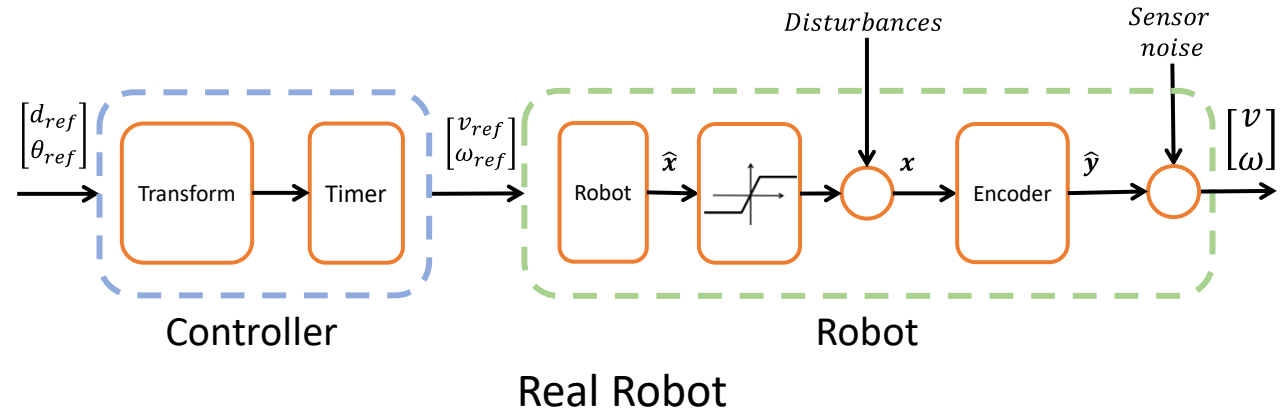 Disturbances
Sensor
noise
d_ref
θ_ref
Transform
Timer
v_ref
ω_ref
Robot
x̂
x
Encoder
ŷ
v
ω
Controller
Robot
Real Robot